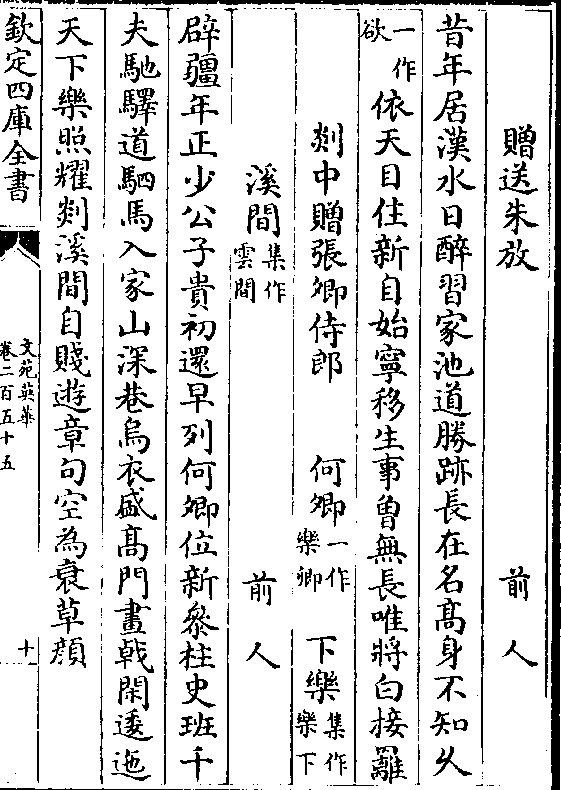 贈送朱放　　前人
昔年居漢水日醉習家池道勝跡長在名髙身不知乆
一作欲依天目住新自始寧移生事曽無長唯將白接䍦
剡中贈張卿侍郎　何卿一作樂卿　下樂集作樂下
溪間集作雲間　　前人
辟疆年正少公子貴初還早列何卿位新叅柱史班千
夫馳驛道駟馬入家山深巷烏衣盛髙門畫㦸閑逶迤
天下樂照耀剡溪間自賤遊章句空為衰草顔
欽定四庫全書
文苑英華
卷二百五十五
十